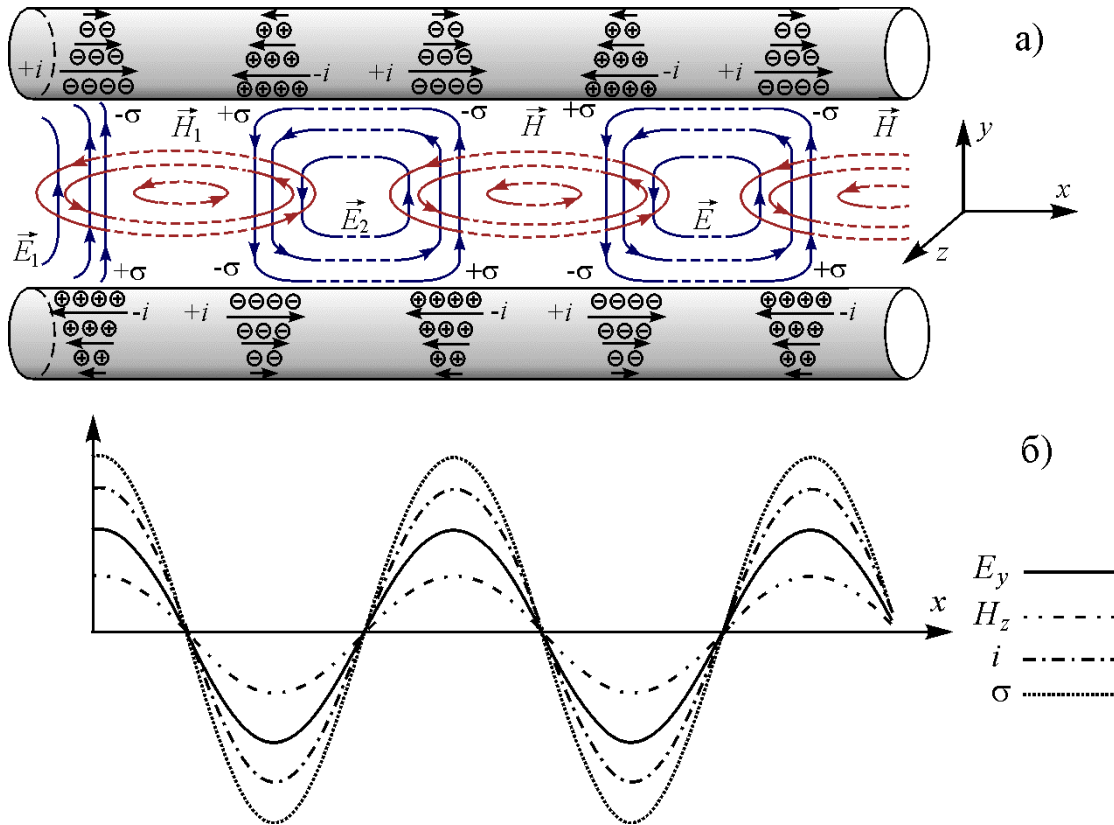 а)
+i -i +i -i +i
-σ +σ -σ +σ -σ
H₁ H H
y
x
z
E₁ E₂ E
+σ -σ +σ -σ +σ
-i +i -i +i -i
б)
x
E_y
H_z
i
σ